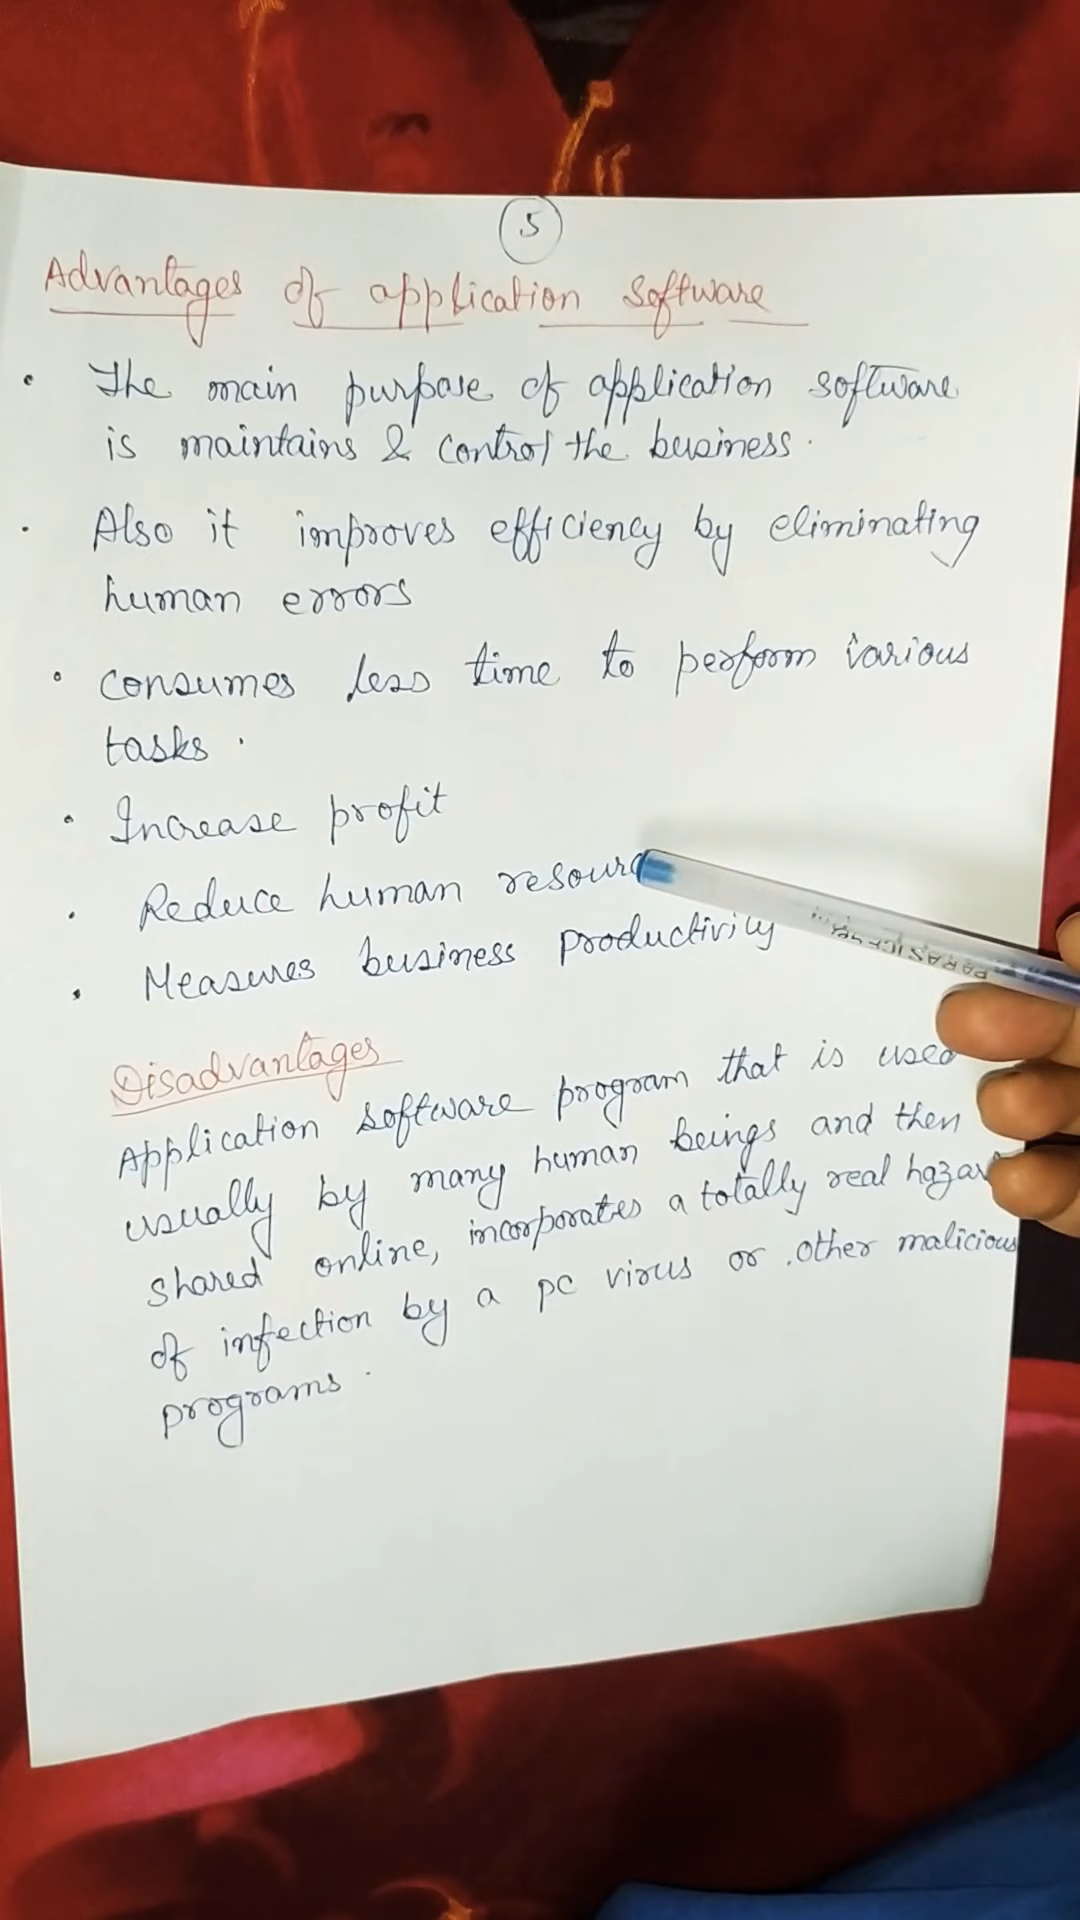 5
Advantages of application software
• The main purpose of application software
is maintains & control the business.
• Also it improves efficiency by eliminating
human errors
• consumes less time to perform various
tasks.
• Increase profit
• Reduce human
• Measures business productivity
Disadvantages
Application software program that is used
usually by many human beings and then
shared online, incorporates a totally real
of infection by a pc virus or other malicious
programs.